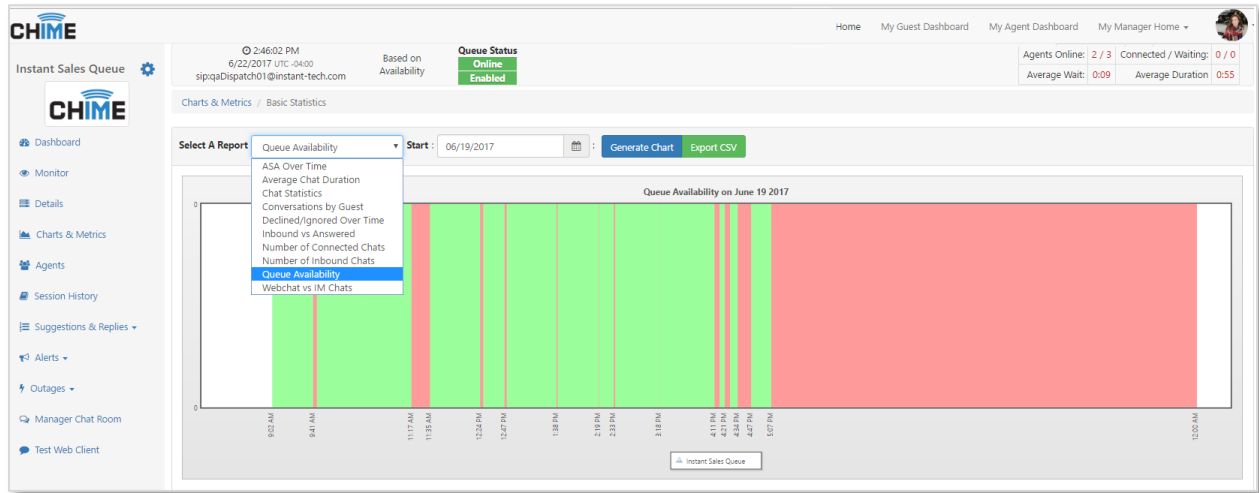 CHIME
Home My Guest Dashboard My Agent Dashboard My Manager Home
Instant Sales Queue
CHIME
Dashboard
Monitor
Details
Charts & Metrics
Agents
Session History
Suggestions & Replies
Alerts
Outages
Manager Chat Room
Test Web Client
2:46:02 PM
6/22/2017 UTC -04:00
sip:qaDispatch01@instant-tech.com
Based on
Availability
Queue Status
Online
Enabled
Agents Online: 2 / 3 Connected / Waiting: 0 / 0
Average Wait: 0:09 Average Duration 0:55
Charts & Metrics / Basic Statistics
Select A Report Queue Availability Start : 06/19/2017 : Generate Chart Export CSV
ASA Over Time
Average Chat Duration
Chat Statistics
Conversations by Guest
Declined/Ignored Over Time
Inbound vs Answered
Number of Connected Chats
Number of Inbound Chats
Queue Availability
Webchat vs IM Chats
Queue Availability on June 19 2017
0
0
9:02 AM
9:41 AM
11:17 AM
11:35 AM
12:24 PM
12:47 PM
1:38 PM
2:19 PM
2:33 PM
3:18 PM
4:11 PM
4:21 PM
4:34 PM
4:47 PM
5:07 PM
12:00 AM
Instant Sales Queue